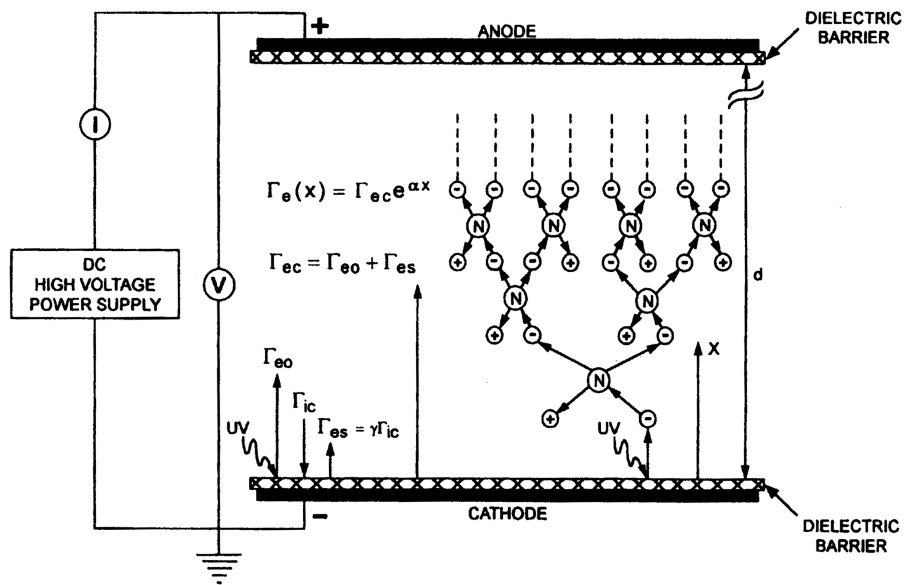 +
ANODE
DIELECTRIC
BARRIER
I
Γe(x) = Γec e^αx
- - - - - - - -
N N N N
Γec = Γeo + Γes
+ - - + + - - +
d
DC
HIGH VOLTAGE
POWER SUPPLY
V
N N
+ - + -
X
Γeo
N
Γic
UV
Γes = γΓic
+ -
UV
−
CATHODE
DIELECTRIC
BARRIER